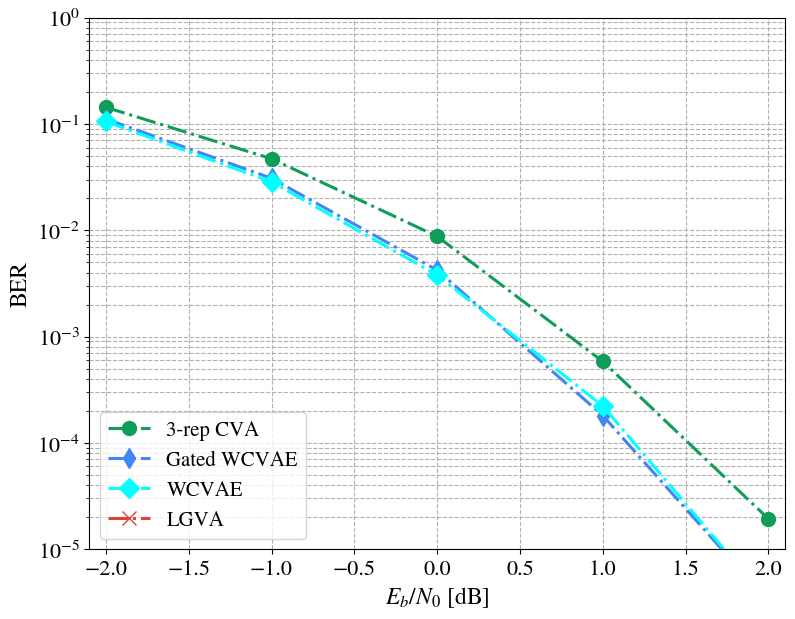 10⁰
10⁻¹
10⁻²
10⁻³
10⁻⁴
10⁻⁵
BER
3-rep CVA
Gated WCVAE
WCVAE
LGVA
−2.0 −1.5 −1.0 −0.5 0.0 0.5 1.0 1.5 2.0
E_b/N_0 [dB]